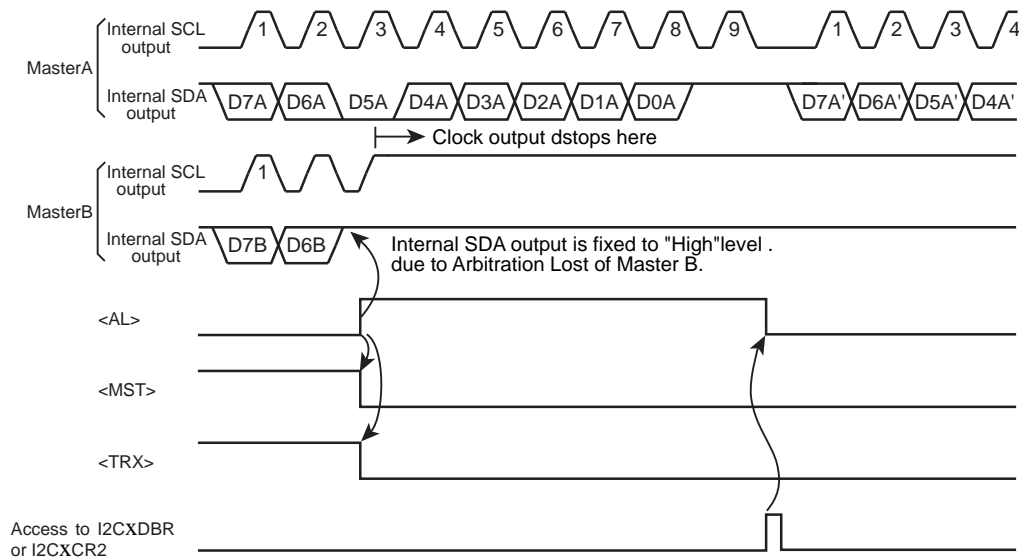 Internal SCL
output
1 2 3 4 5 6 7 8 9 1 2 3 4
MasterA
Internal SDA
output
D7A D6A D5A D4A D3A D2A D1A D0A D7A' D6A' D5A' D4A'
Clock output dstops here
Internal SCL
output
1
MasterB
Internal SDA
output
D7B D6B
Internal SDA output is fixed to "High"level .
due to Arbitration Lost of Master B.
<AL>
<MST>
<TRX>
Access to I2CXDBR
or I2CXCR2